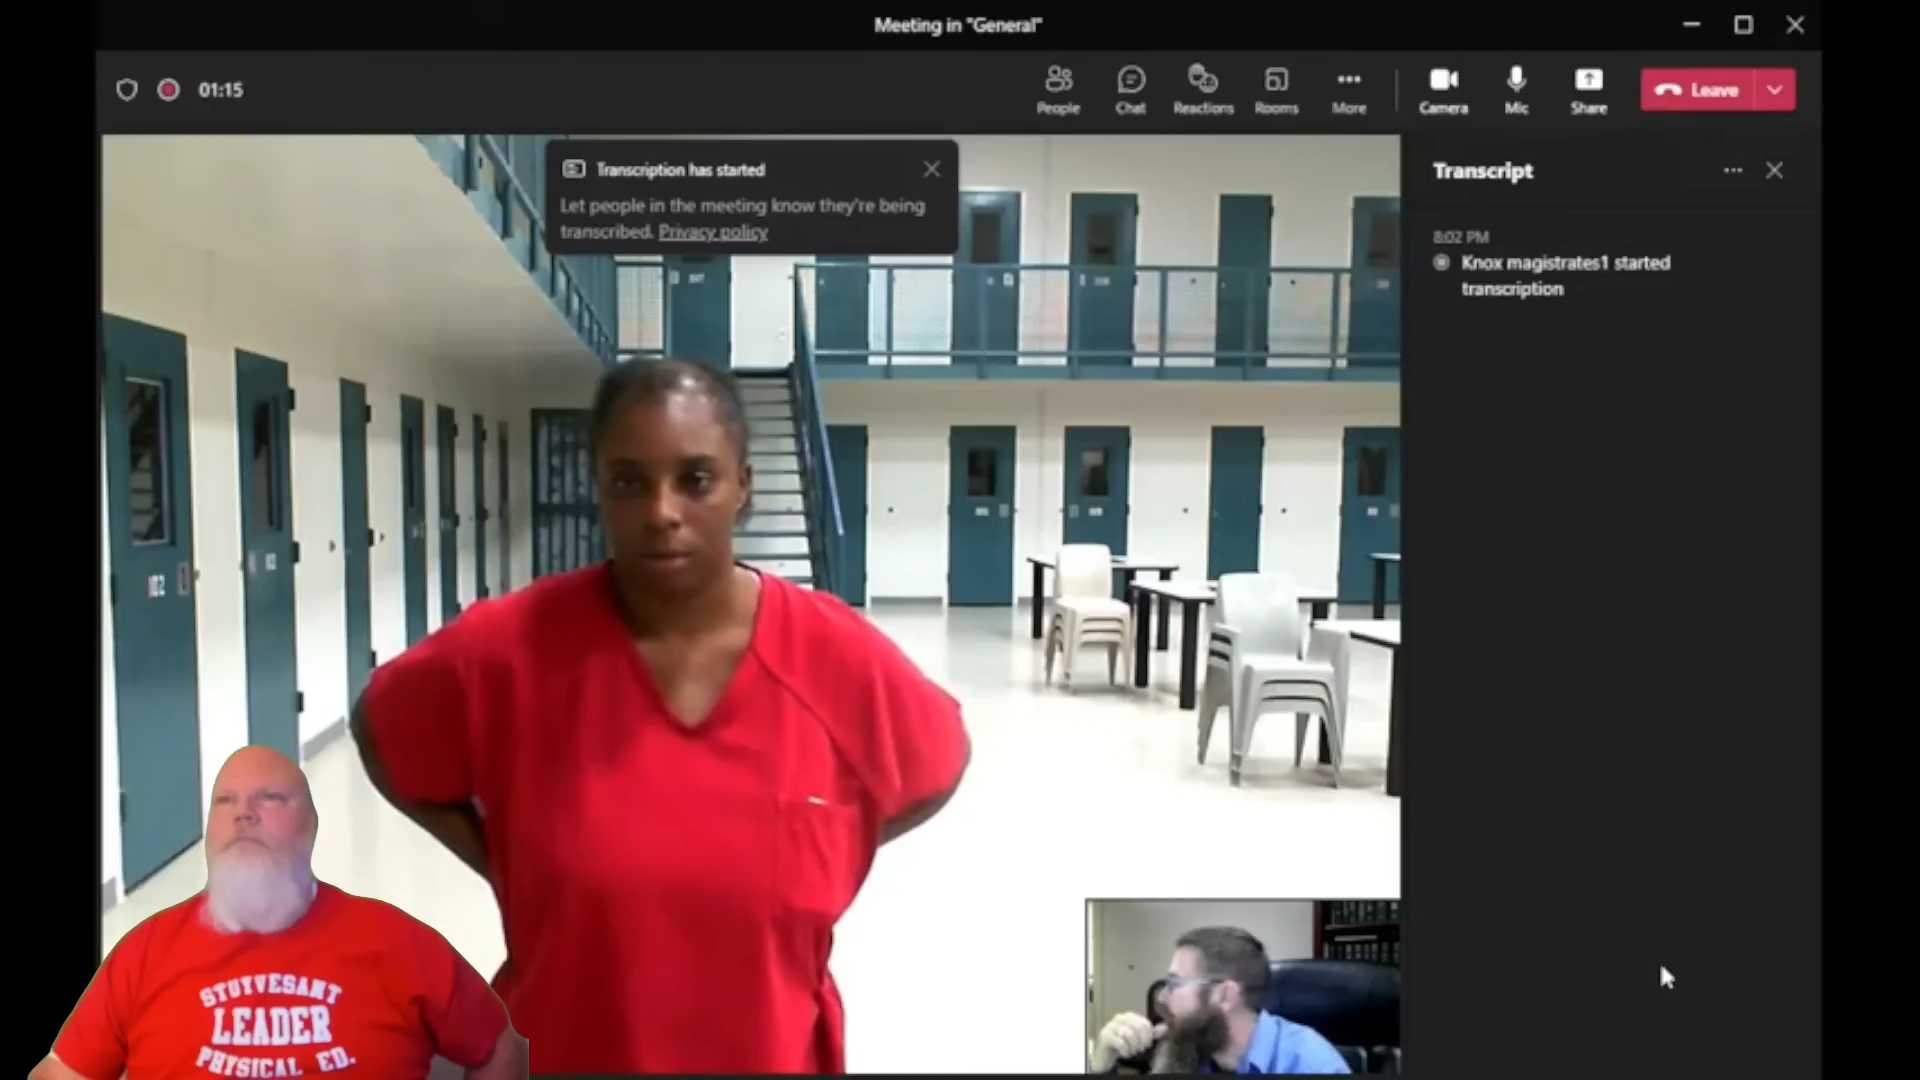 Meeting in "General"
01:15
People
Chat
Reactions
Rooms
More
Camera
Mic
Share
Leave
Transcription has started
Let people in the meeting know they're being
transcribed. Privacy policy
Transcript
8:02 PM
Knox magistrates1 started
transcription
102
STUYVESANT
LEADER
PHYSICAL ED.